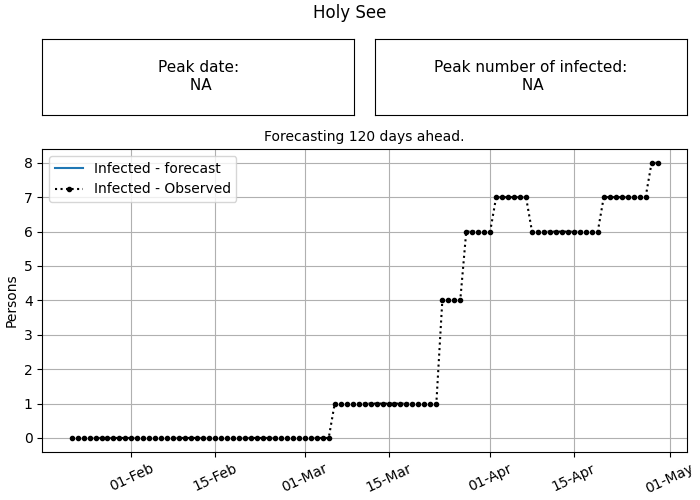 Holy See
Peak date:
NA
Peak number of infected:
NA
Forecasting 120 days ahead.
Infected - forecast
Infected - Observed
Persons
8
7
6
5
4
3
2
1
0
01-Feb
15-Feb
01-Mar
15-Mar
01-Apr
15-Apr
01-May